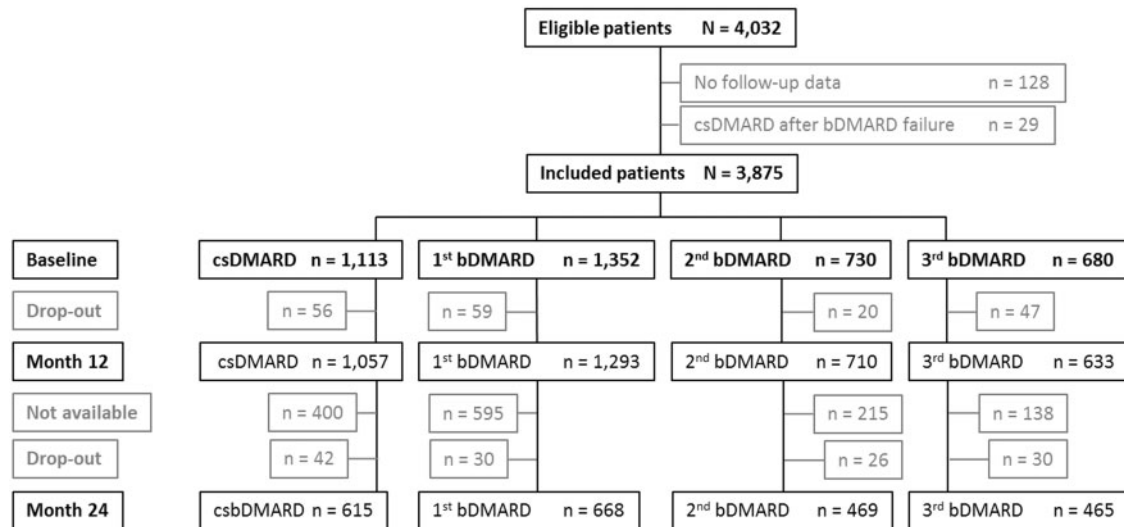 Eligible patients N = 4,032
No follow-up data n = 128
csDMARD after bDMARD failure n = 29
Included patients N = 3,875
Baseline csDMARD n = 1,113 1st bDMARD n = 1,352 2nd bDMARD n = 730 3rd bDMARD n = 680
Drop-out n = 56 n = 59 n = 20 n = 47
Month 12 csDMARD n = 1,057 1st bDMARD n = 1,293 2nd bDMARD n = 710 3rd bDMARD n = 633
Not available n = 400 n = 595 n = 215 n = 138
Drop-out n = 42 n = 30 n = 26 n = 30
Month 24 csbDMARD n = 615 1st bDMARD n = 668 2nd bDMARD n = 469 3rd bDMARD n = 465